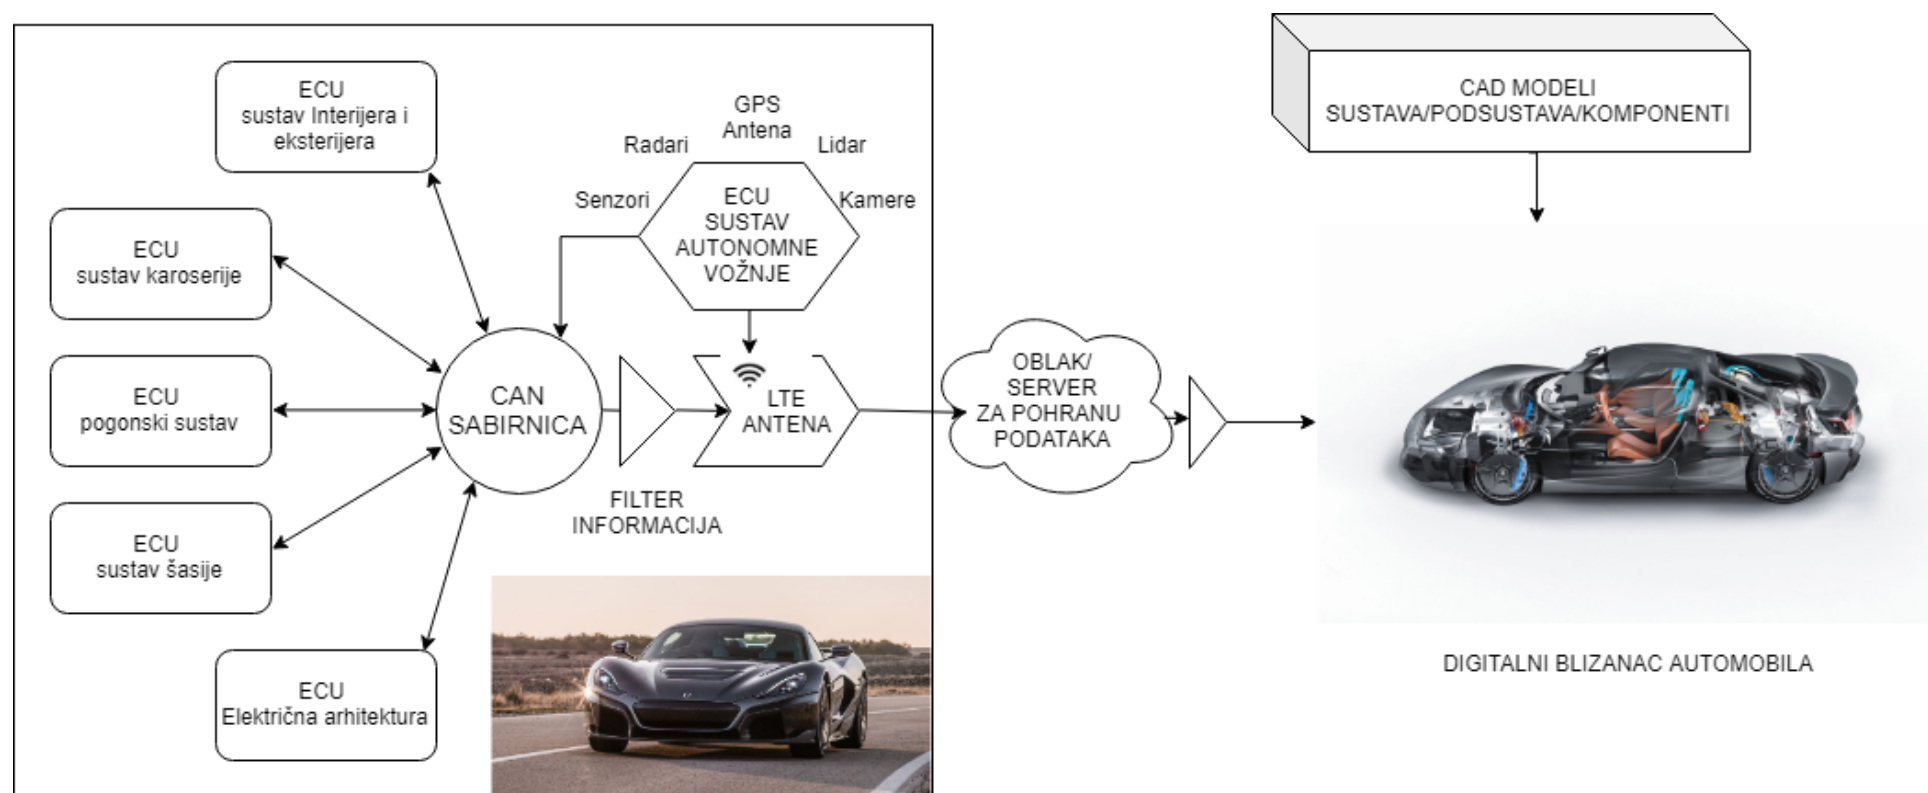 ECU
sustav Interijera i
eksterijera
ECU
sustav karoserije
ECU
pogonski sustav
ECU
sustav šasije
ECU
Električna arhitektura
CAN
SABIRNICA
Senzori
Radari
GPS
Antena
Lidar
Kamere
ECU
SUSTAV
AUTONOMNE
VOŽNJE
FILTER
INFORMACIJA
LTE
ANTENA
OBLAK/
SERVER
ZA POHRANU
PODATAKA
CAD MODELI
SUSTAVA/PODSUSTAVA/KOMPONENTI
DIGITALNI BLIZANAC AUTOMOBILA